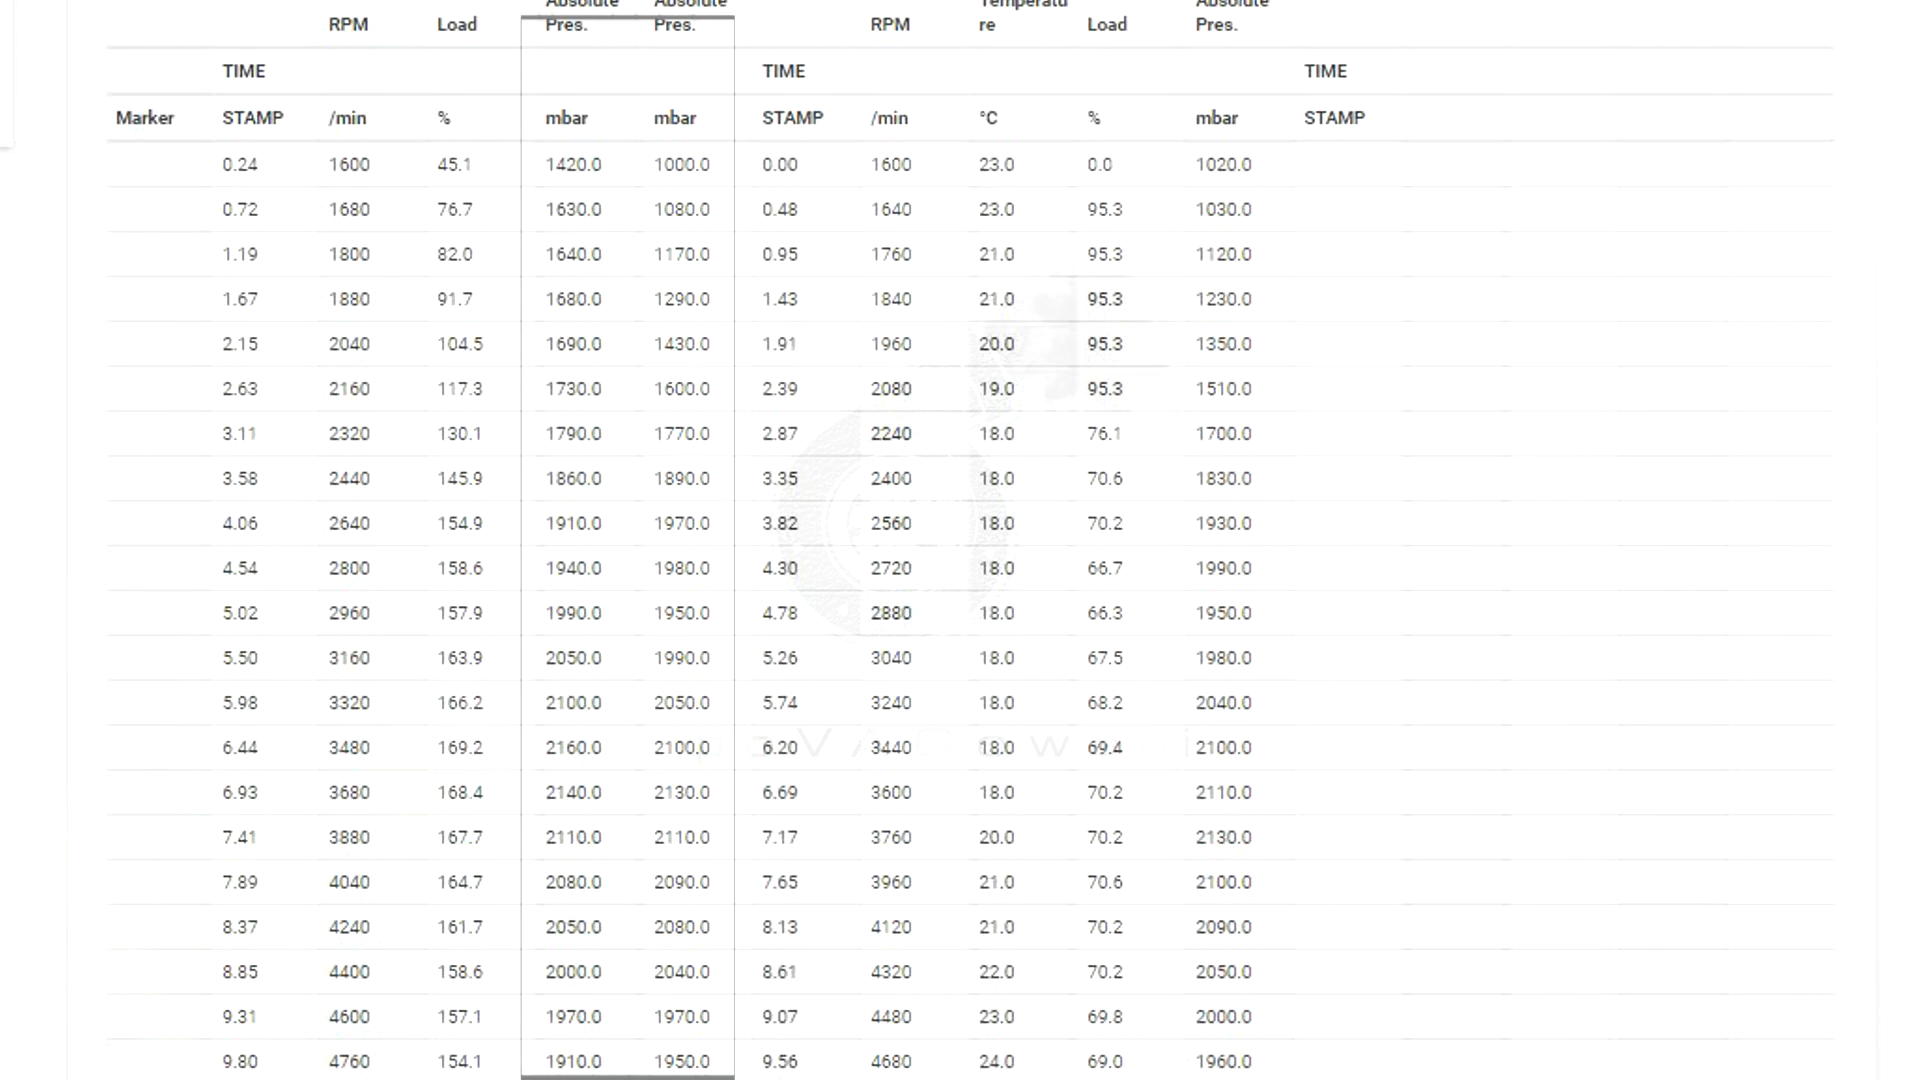 Absolute Absolute Temperatu Absolute
RPM Load Pres. Pres. RPM re Load Pres.
TIME TIME TIME
Marker STAMP /min % mbar mbar STAMP /min °C % mbar STAMP
0.24 1600 45.1 1420.0 1000.0 0.00 1600 23.0 0.0 1020.0
0.72 1680 76.7 1630.0 1080.0 0.48 1640 23.0 95.3 1030.0
1.19 1800 82.0 1640.0 1170.0 0.95 1760 21.0 95.3 1120.0
1.67 1880 91.7 1680.0 1290.0 1.43 1840 21.0 95.3 1230.0
2.15 2040 104.5 1690.0 1430.0 1.91 1960 20.0 95.3 1350.0
2.63 2160 117.3 1730.0 1600.0 2.39 2080 19.0 95.3 1510.0
3.11 2320 130.1 1790.0 1770.0 2.87 2240 18.0 76.1 1700.0
3.58 2440 145.9 1860.0 1890.0 3.35 2400 18.0 70.6 1830.0
4.06 2640 154.9 1910.0 1970.0 3.82 2560 18.0 70.2 1930.0
4.54 2800 158.6 1940.0 1980.0 4.30 2720 18.0 66.7 1990.0
5.02 2960 157.9 1990.0 1950.0 4.78 2880 18.0 66.3 1950.0
5.50 3160 163.9 2050.0 1990.0 5.26 3040 18.0 67.5 1980.0
5.98 3320 166.2 2100.0 2050.0 5.74 3240 18.0 68.2 2040.0
6.44 3480 169.2 2160.0 2100.0 6.20 3440 18.0 69.4 2100.0
6.93 3680 168.4 2140.0 2130.0 6.69 3600 18.0 70.2 2110.0
7.41 3880 167.7 2110.0 2110.0 7.17 3760 20.0 70.2 2130.0
7.89 4040 164.7 2080.0 2090.0 7.65 3960 21.0 70.6 2100.0
8.37 4240 161.7 2050.0 2080.0 8.13 4120 21.0 70.2 2090.0
8.85 4400 158.6 2000.0 2040.0 8.61 4320 22.0 70.2 2050.0
9.31 4600 157.1 1970.0 1970.0 9.07 4480 23.0 69.8 2000.0
9.80 4760 154.1 1910.0 1950.0 9.56 4680 24.0 69.0 1960.0